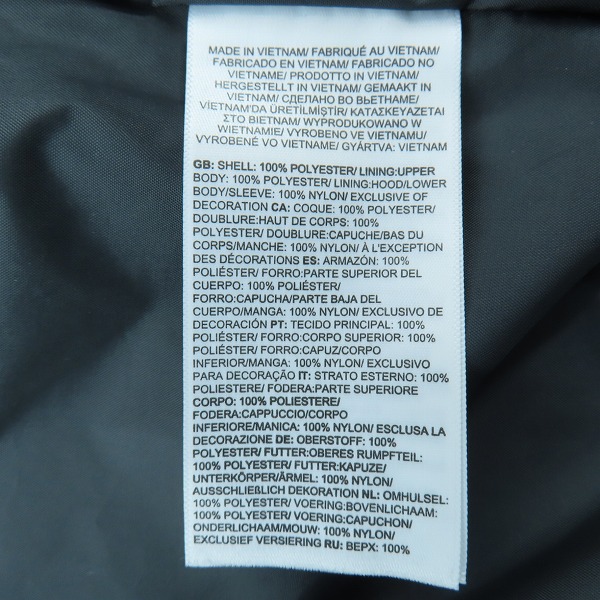 MADE IN VIETNAM/ FABRIQUÉ AU VIETNAM/
FABRICADO EN VIETNAM/ FABRICADO NO
VIETNAME/ PRODOTTO IN VIETNAM/
HERGESTELLT IN VIETNAM/ GEMAAKT IN
VIETNAM/ СДЕЛАНО ВО ВЬЕТНАМЕ/
VİETNAM'DA ÜRETİLMİŞTİR/ ΚΑΤΑΣΚΕΥΑΖΕΤΑΙ
ΣΤΟ ΒΙΕΤΝΑΜ/ WYPRODUKOWANO W
WIETNAMIE/ VYROBENO VE VIETNAMU/
VYROBENÉ VO VIETNAME/ GYÁRTVA: VIETNAM
GB: SHELL: 100% POLYESTER/ LINING:UPPER
BODY: 100% POLYESTER/ LINING:HOOD/LOWER
BODY/SLEEVE: 100% NYLON/ EXCLUSIVE OF
DECORATION CA: COQUE: 100% POLYESTER/
DOUBLURE:HAUT DE CORPS: 100%
POLYESTER/ DOUBLURE:CAPUCHE/BAS DU
CORPS/MANCHE: 100% NYLON/ À L'EXCEPTION
DES DÉCORATIONS ES: ARMAZÓN: 100%
POLIÉSTER/ FORRO:PARTE SUPERIOR DEL
CUERPO: 100% POLIÉSTER/
FORRO:CAPUCHA/PARTE BAJA DEL
CUERPO/MANGA: 100% NYLON/ EXCLUSIVO DE
DECORACIÓN PT: TECIDO PRINCIPAL: 100%
POLIÉSTER/ FORRO:CORPO SUPERIOR: 100%
POLIÉSTER/ FORRO:CAPUZ/CORPO
INFERIOR/MANGA: 100% NYLON/ EXCLUSIVO
PARA DECORAÇÃO IT: STRATO ESTERNO: 100%
POLIESTERE/ FODERA:PARTE SUPERIORE
CORPO: 100% POLIESTERE/
FODERA:CAPPUCCIO/CORPO
INFERIORE/MANICA: 100% NYLON/ ESCLUSA LA
DECORAZIONE DE: OBERSTOFF: 100%
POLYESTER/ FUTTER:OBERES RUMPFTEIL:
100% POLYESTER/ FUTTER:KAPUZE/
UNTERKÖRPER/ÄRMEL: 100% NYLON/
AUSSCHLIEßLICH DEKORATION NL: OMHULSEL:
100% POLYESTER/ VOERING:BOVENLICHAAM:
100% POLYESTER/ VOERING:CAPUCHON/
ONDERLICHAAM/MOUW: 100% NYLON/
EXCLUSIEF VERSIERING RU: ВЕРХ: 100%